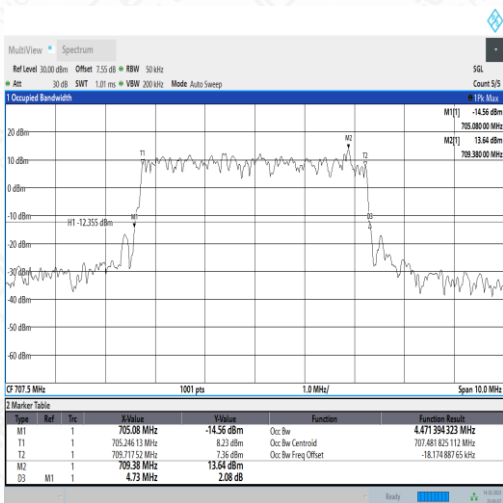 MultiView Spectrum
Ref Level 30.00 dBm Offset 7.55 dB RBW 50 kHz SGL
Att 30 dB SWT 1.01 ms VBW 200 kHz Mode Auto Sweep Count 5/5
1 Occupied Bandwidth 1Pk Max
M1[1] -14.56 dBm
705.080 00 MHz
M2[1] 13.64 dBm
709.380 00 MHz
20 dBm
M2
T1
10 dBm
0 dBm
-10 dBm
H1 -12.355 dBm
M1
D3
-20 dBm
-30 dBm
-40 dBm
-50 dBm
-60 dBm
CF 707.5 MHz 1001 pts 1.0 MHz/ Span 10.0 MHz
2 Marker Table
Type Ref Trc X-Value Y-Value Function Function Result
M1 1 705.08 MHz -14.56 dBm Occ Bw 4.471 394 323 MHz
T1 1 705.246 13 MHz 8.23 dBm Occ Bw Centroid 707.481 825 112 MHz
T2 1 709.717 52 MHz 7.36 dBm Occ Bw Freq Offset -18.174 887 65 kHz
M2 1 709.38 MHz 13.64 dBm
D3 M1 1 4.73 MHz 2.08 dB
Ready